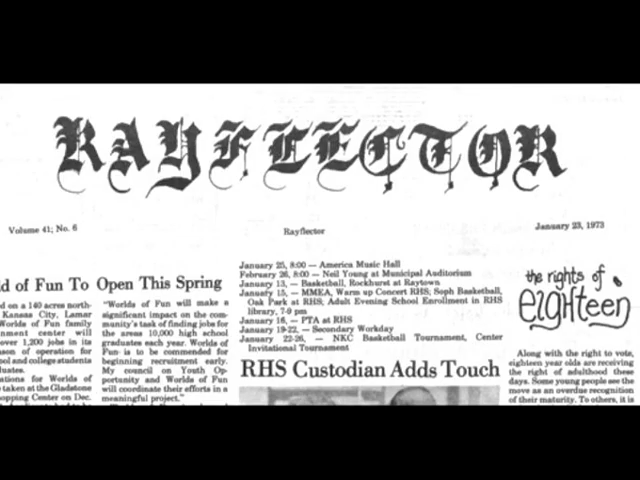 RAYFLECTOR
Volume 41; No. 6
Rayflector
January 23, 1973
d of Fun To Open This Spring
ed on a 140 acres north-
Kansas City, Lamar
Worlds of Fun family
nment center will
over 1,200 jobs in its
ason of operation for
ool and college students
duates.
ations for Worlds of
taken at the Gladstone
opping Center on Dec.
"Worlds of Fun will make a
significant impact on the com-
munity's task of finding jobs for
the areas 10,000 high school
graduates each year. Worlds of
Fun is to be commended for
beginning recruiting early.
My council on Youth Op-
portunity and Worlds of Fun
will coordinate their efforts in a
meaningful project."
January 25, 8:00 — America Music Hall
February 26, 8:00 — Neil Young at Municipal Auditorium
January 13, — Basketball, Rockhurst at Raytown
January 15, — MMEA, Warm up Concert RHS; Soph Basketball,
Oak Park at RHS; Adult Evening School Enrollment in RHS
library, 7-9 pm
January 16, — PTA at RHS
January 19-22, — Secondary Workday
January 22-26, — NKC Basketball Tournament, Center
Invitational Tournament
RHS Custodian Adds Touch
the rights of
eighteen
Along with the right to vote,
eighteen year olds are receiving
the right of adulthood these
days. Some young people see the
move as an overdue recognition
of their maturity. To others, it is